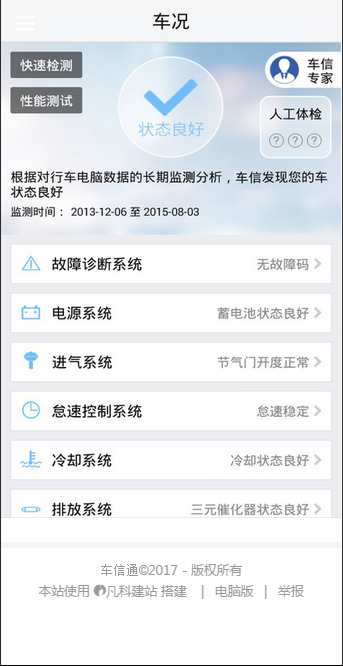 车况
快速检测
性能测试
状态良好
车信
专家
人工体检
? ? ?
根据对行车电脑数据的长期监测分析，车信发现您的车
状态良好
监测时间： 2013-12-06 至 2015-08-03
故障诊断系统 无故障码
电源系统 蓄电池状态良好
进气系统 节气门开度正常
怠速控制系统 怠速稳定
冷却系统 冷却状态良好
排放系统 三元催化器状态良好
车信通©2017 - 版权所有
本站使用 凡科建站 搭建 | 电脑版 | 举报